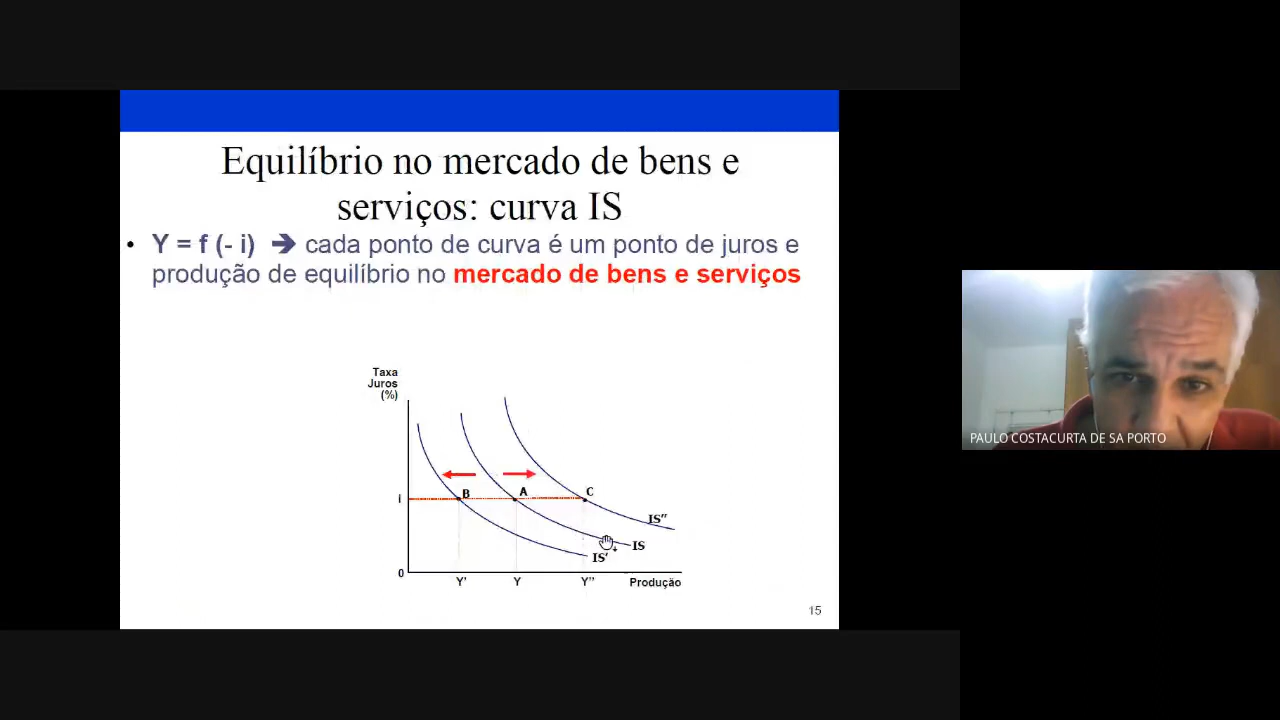 Equilíbrio no mercado de bens e
serviços: curva IS
• Y = f (- i) ➔ cada ponto de curva é um ponto de juros e
produção de equilíbrio no mercado de bens e serviços
Taxa
Juros
(%)
i
B
A
C
IS''
IS
IS'
0
Y'
Y
Y''
Produção
15
PAULO COSTACURTA DE SA PORTO